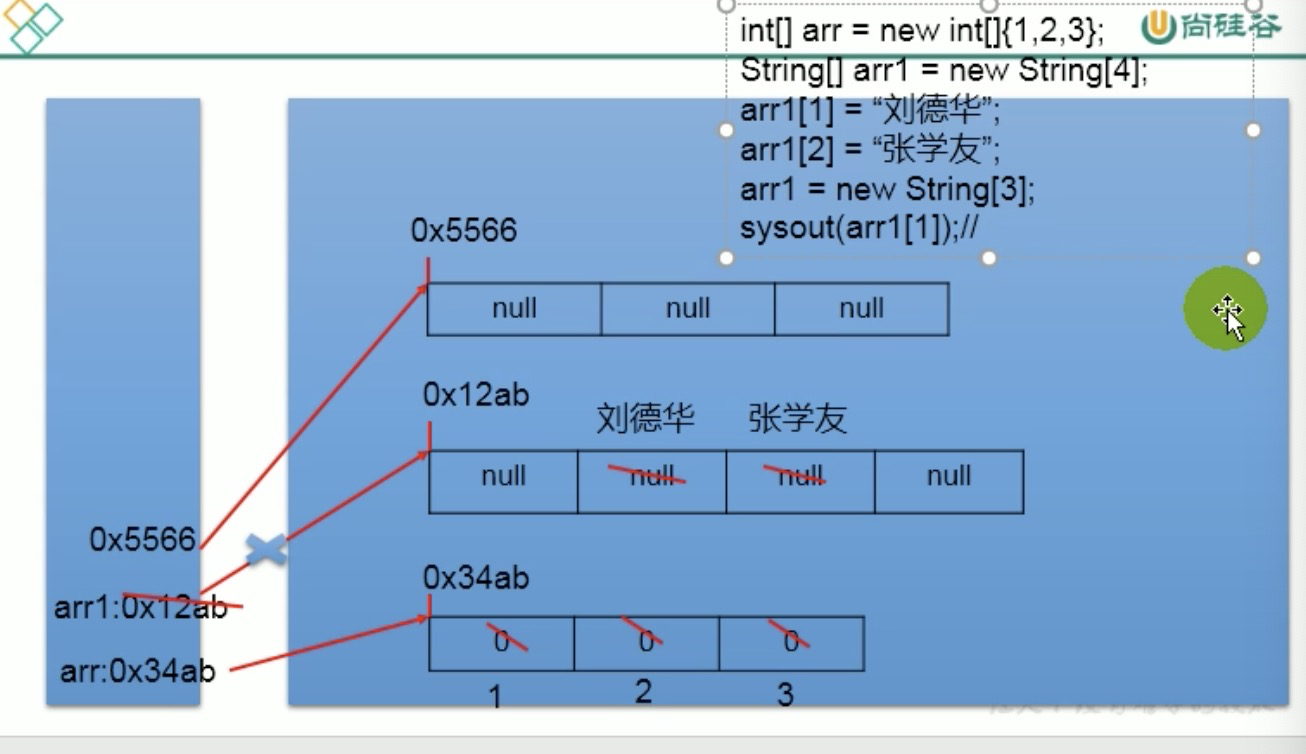 int[] arr = new int[]{1,2,3};
尚硅谷
String[] arr1 = new String[4];
arr1[1] = “刘德华”;
arr1[2] = “张学友”;
arr1 = new String[3];
sysout(arr1[1]);//
0x5566
null null null
0x12ab
刘德华 张学友
null null null null
0x5566
0x34ab
arr1:0x12ab
0 0 0
arr:0x34ab
1 2 3